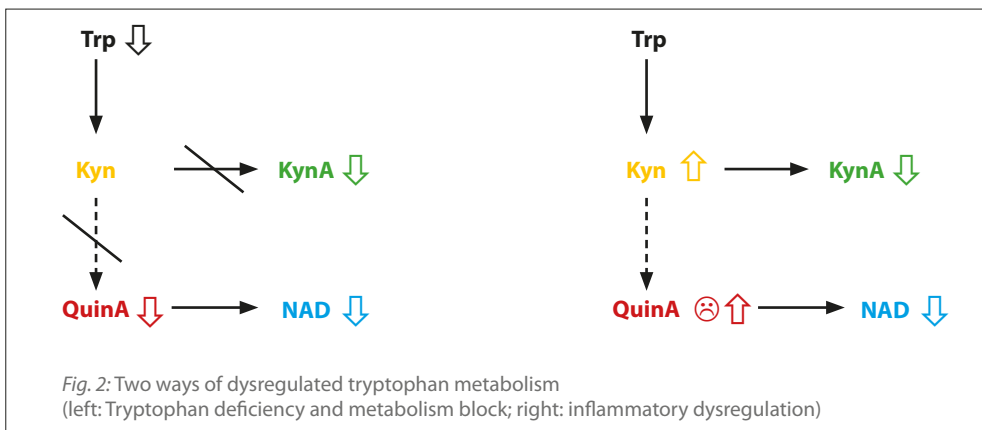 Trp Trp
Kyn KynA Kyn KynA
QuinA NAD QuinA NAD
Fig. 2: Two ways of dysregulated tryptophan metabolism
(left: Tryptophan deficiency and metabolism block; right: inflammatory dysregulation)